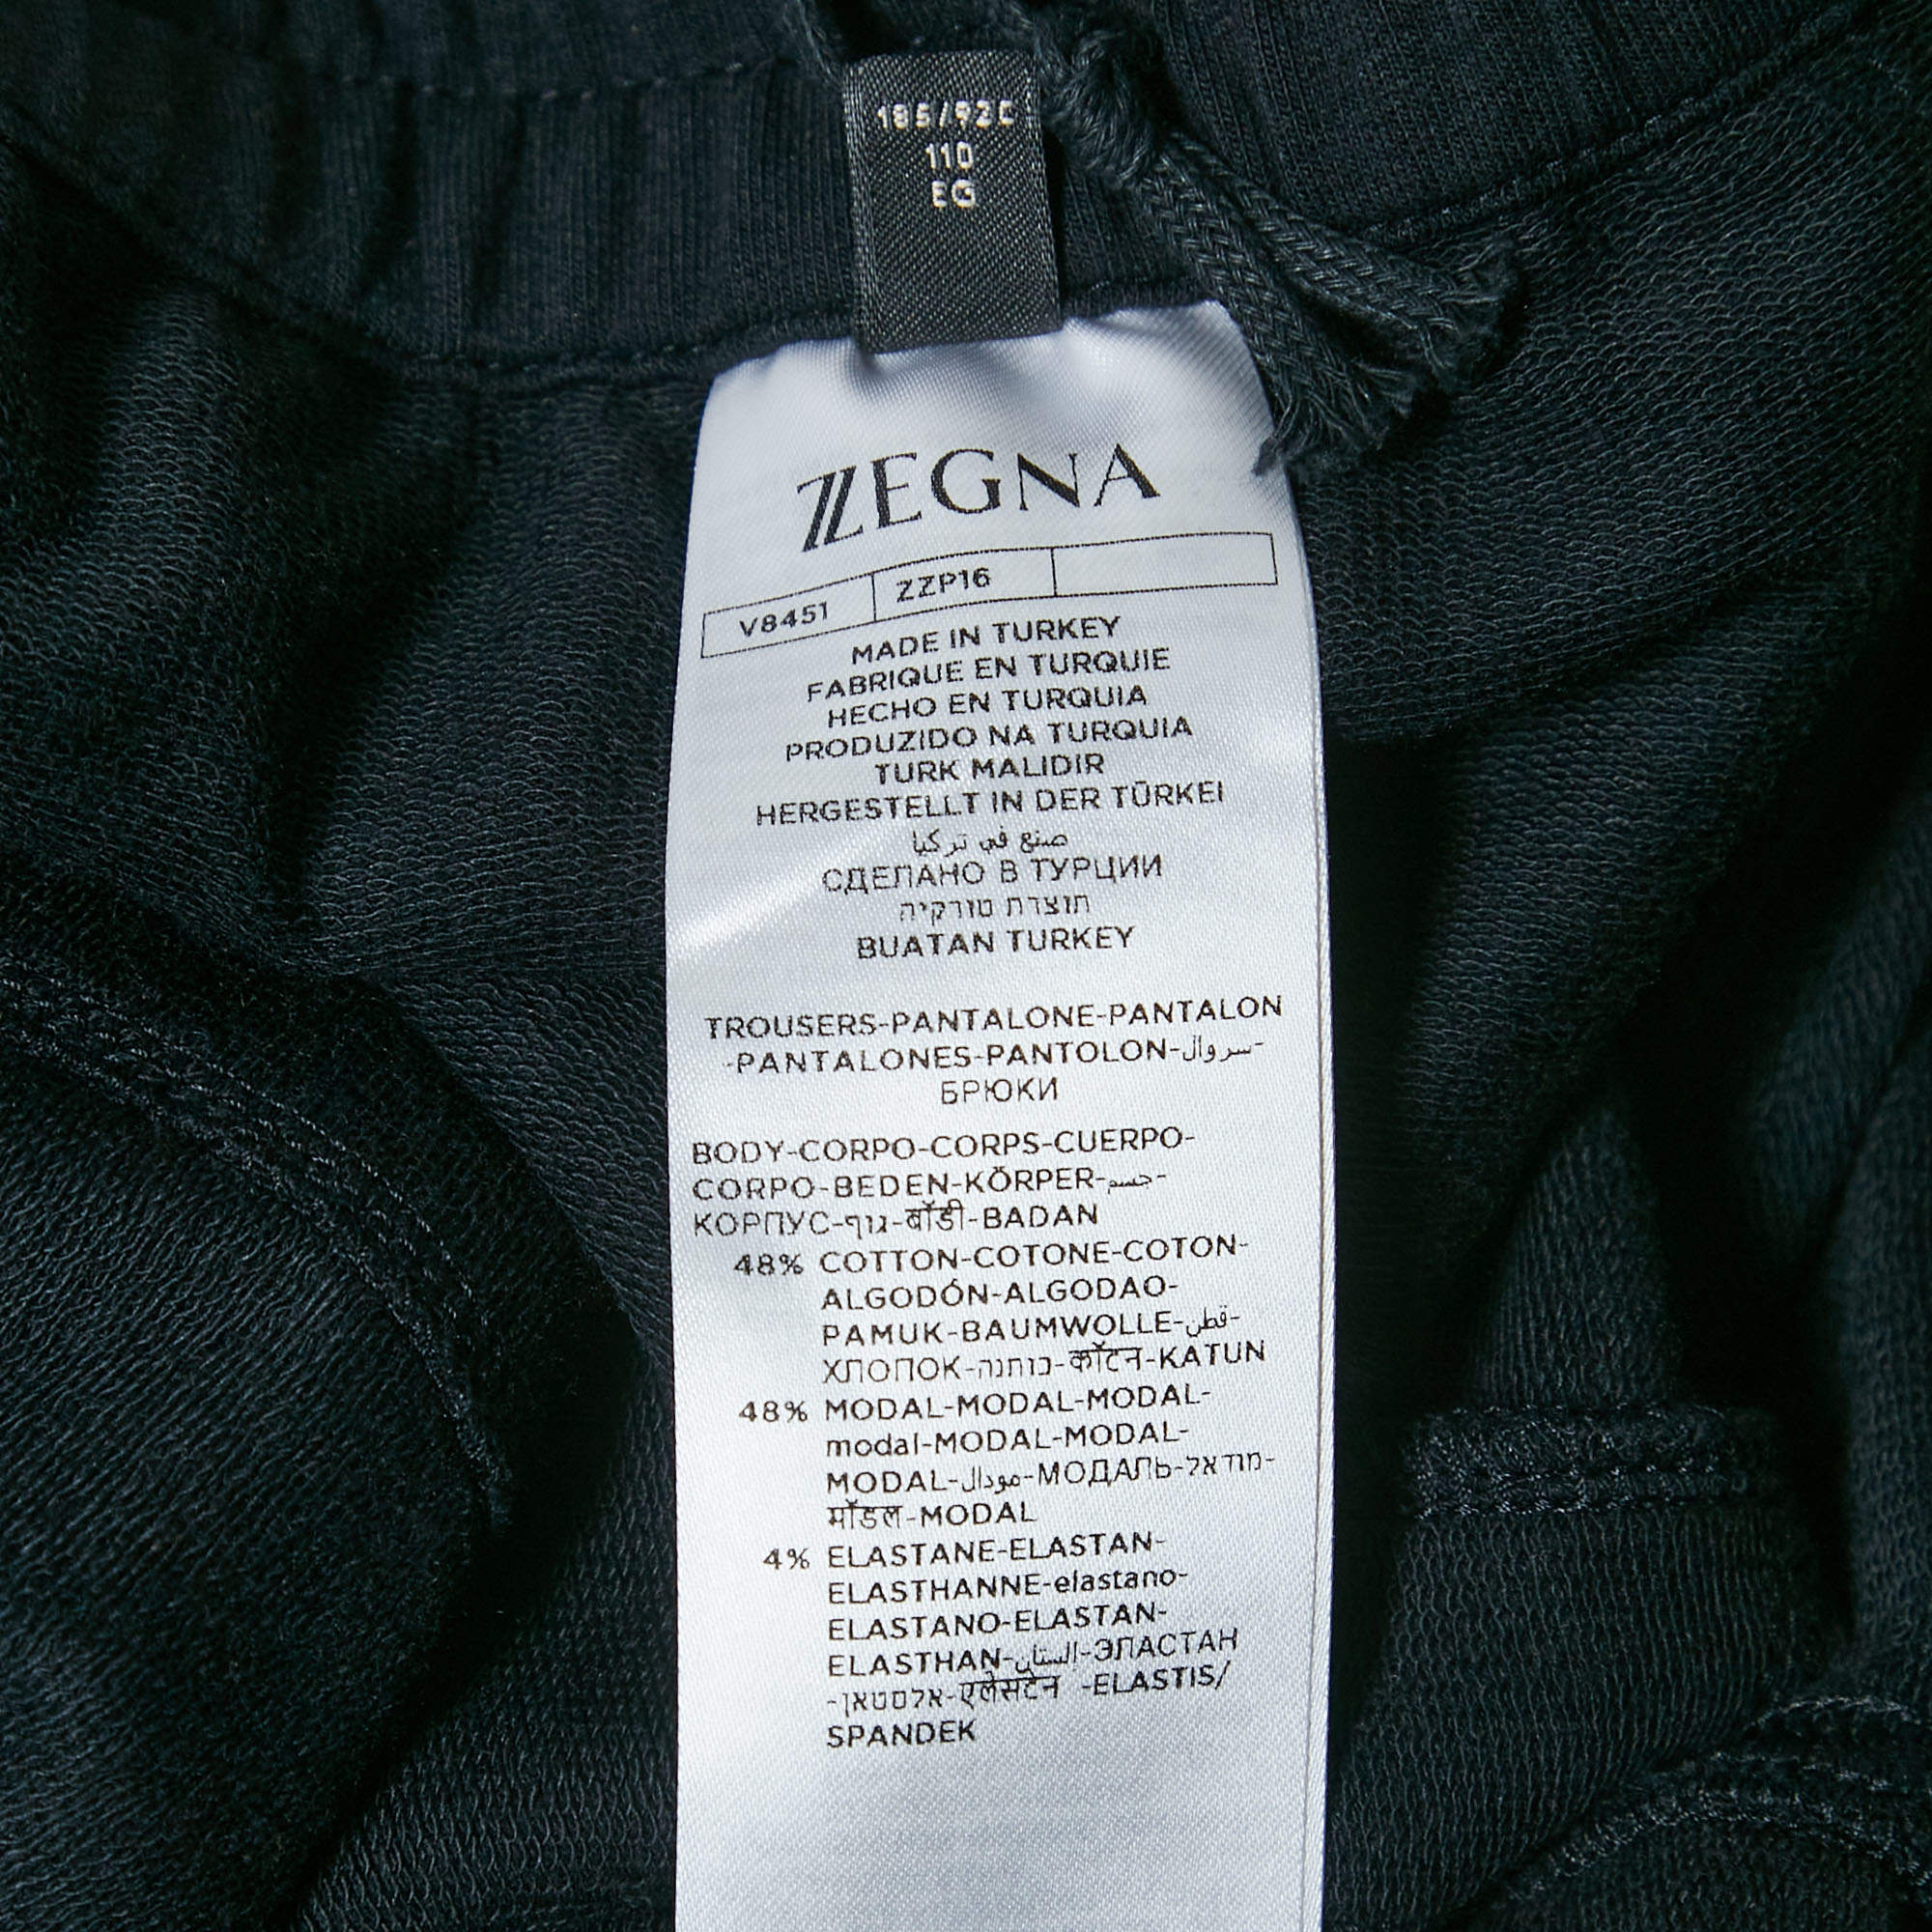 185/92C
110
EG
ZZEGNA
V8451 ZZP16
MADE IN TURKEY
FABRIQUE EN TURQUIE
HECHO EN TURQUIA
PRODUZIDO NA TURQUIA
TURK MALIDIR
HERGESTELLT IN DER TÜRKEI
صنع في تركيا
СДЕЛАНО В ТУРЦИИ
תוצרת טורקיה
BUATAN TURKEY
TROUSERS-PANTALONE-PANTALON
-PANTALONES-PANTOLON-سروال-
БРЮКИ
BODY-CORPO-CORPS-CUERPO-
CORPO-BEDEN-KÖRPER-جسم-
КОРПУС-גוף-बॉडी-BADAN
48% COTTON-COTONE-COTON-
ALGODÓN-ALGODAO-
PAMUK-BAUMWOLLE-قطن-
ХЛОПОК-כותנה-कॉटन-KATUN
48% MODAL-MODAL-MODAL-
modal-MODAL-MODAL-
MODAL-مودال-МОДАЛЬ-מודאל-
मॉडल-MODAL
4% ELASTANE-ELASTAN-
ELASTHANNE-elastano-
ELASTANO-ELASTAN-
ELASTHAN-الستان-ЭЛАСТАН
-אלסטאן-एलेसटेन -ELASTIS/
SPANDEK